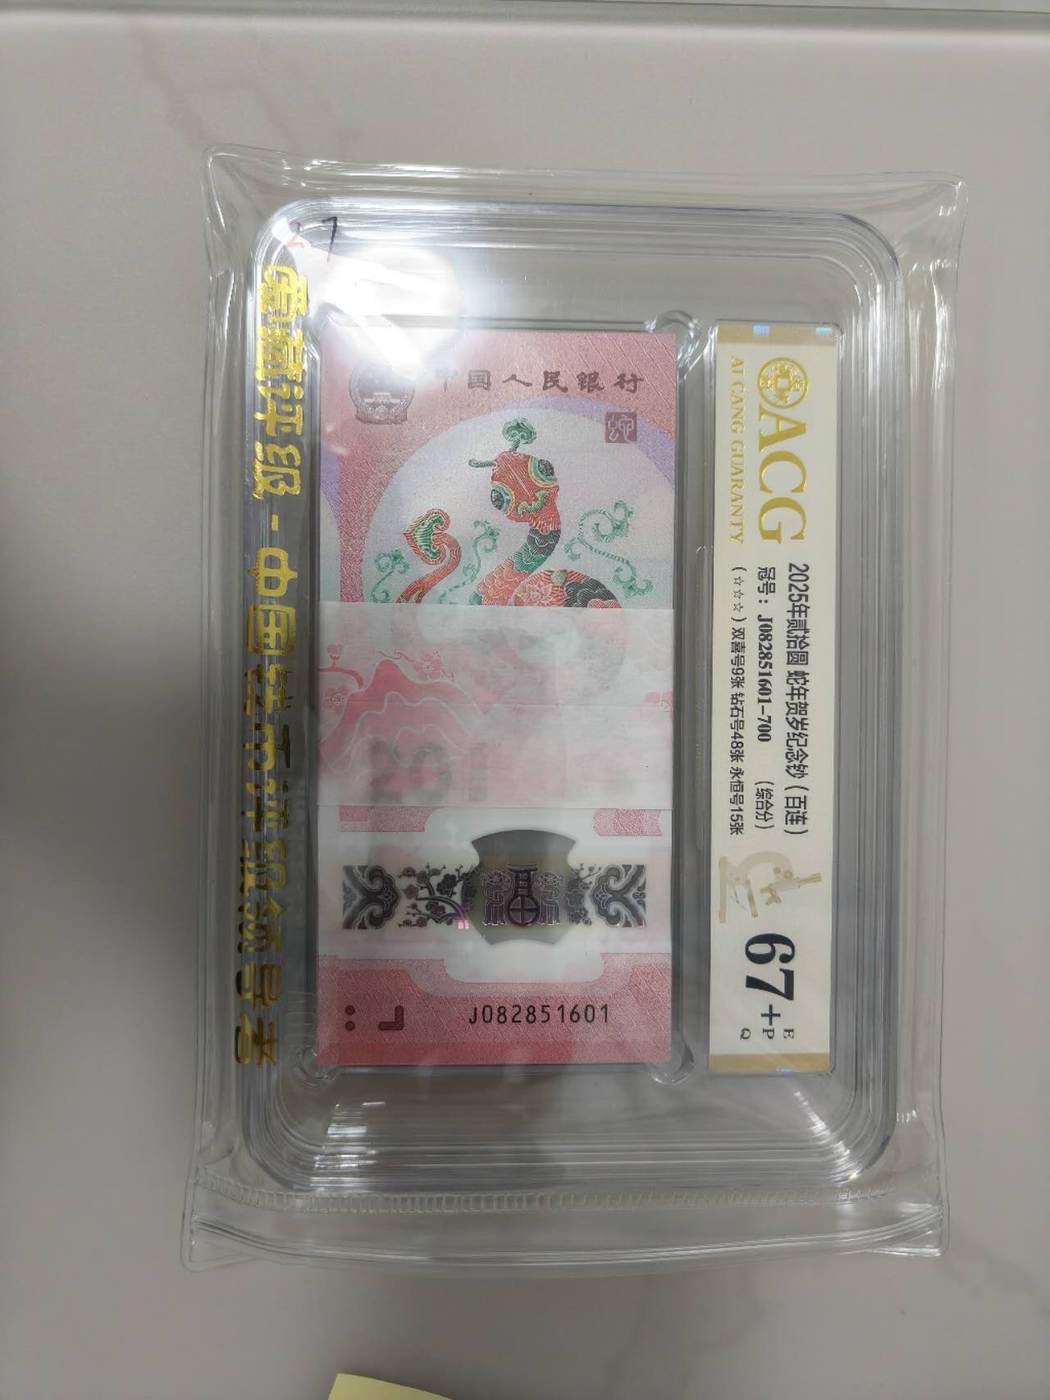 中国人民银行
J082851601
爱藏评级-中国钱币评级领导者
ACG
AI CANG GUARANTY
2025年贰拾圆 蛇年贺岁纪念钞（百连）
冠号：J082851601-700 （综合分）
（☆☆☆）双喜号9张 钻石号48张 永恒号15张
67+
EPQ